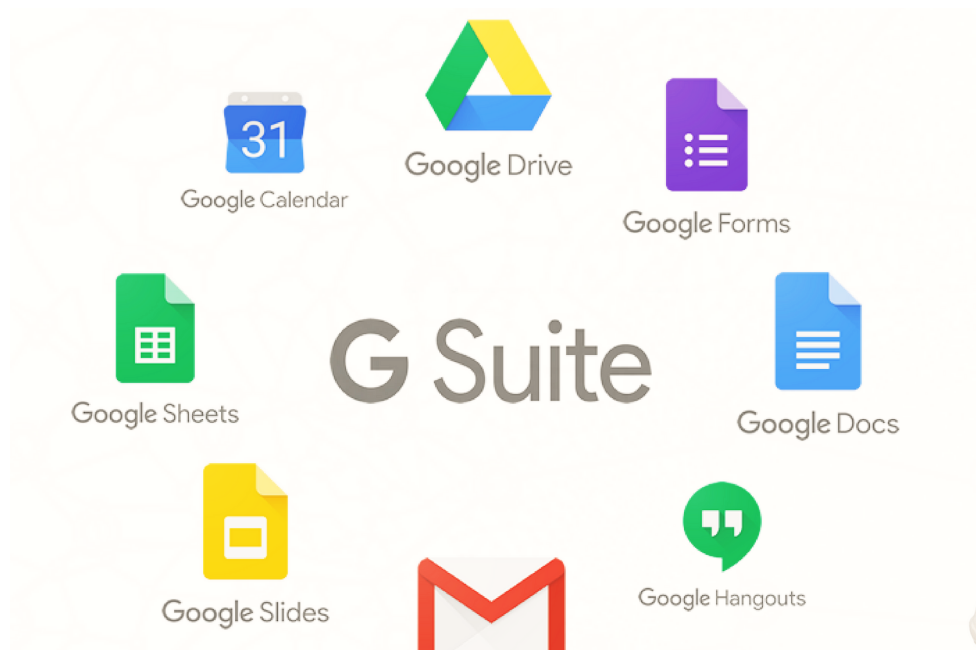 Google Drive
31
Google Calendar
Google Forms
Google Sheets
G Suite
Google Docs
Google Slides
Google Hangouts